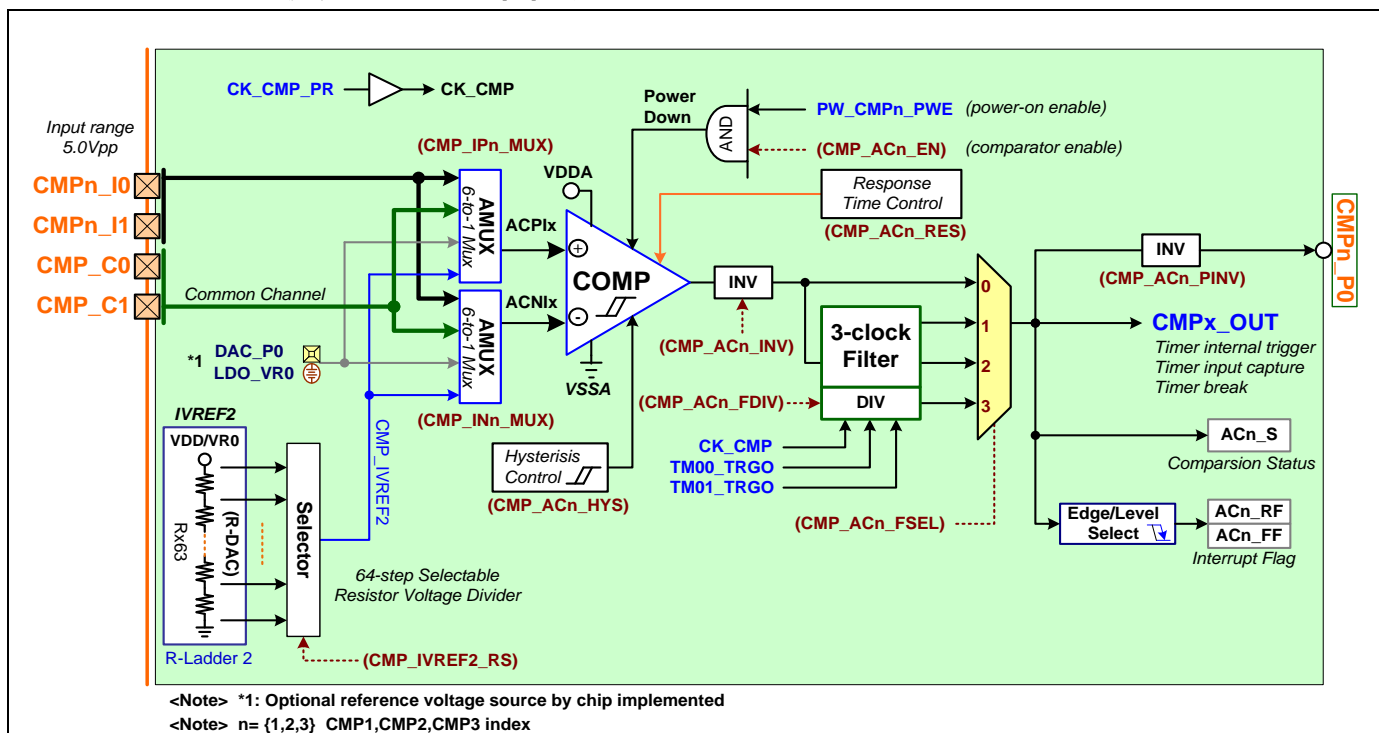 CK_CMP_PR
CK_CMP
Power
Down
AND
PW_CMPn_PWE (power-on enable)
(CMP_ACn_EN) (comparator enable)
Input range
5.0Vpp
CMPn_I0
CMPn_I1
CMP_C0
CMP_C1
Common Channel
(CMP_IPn_MUX)
AMUX
6-to-1 Mux
ACPIx
AMUX
6-to-1 Mux
ACNIx
(CMP_INn_MUX)
VDDA
+
COMP
-
VSSA
Response
Time Control
(CMP_ACn_RES)
INV
(CMP_ACn_INV)
3-clock
Filter
DIV
(CMP_ACn_FDIV)
CK_CMP
TM00_TRGO
TM01_TRGO
0
1
2
3
(CMP_ACn_FSEL)
INV
(CMP_ACn_PINV)
CMPn_P0
CMPx_OUT
Timer internal trigger
Timer input capture
Timer break
ACn_S
Comparsion Status
Edge/Level
Select
ACn_RF
ACn_FF
Interrupt Flag
*1 DAC_P0
LDO_VR0
IVREF2
VDD/VR0
Rx63
(R-DAC)
R-Ladder 2
Selector
CMP_IVREF2
64-step Selectable
Resistor Voltage Divider
(CMP_IVREF2_RS)
Hysterisis
Control
(CMP_ACn_HYS)
<Note> *1: Optional reference voltage source by chip implemented
<Note> n= {1,2,3} CMP1,CMP2,CMP3 index